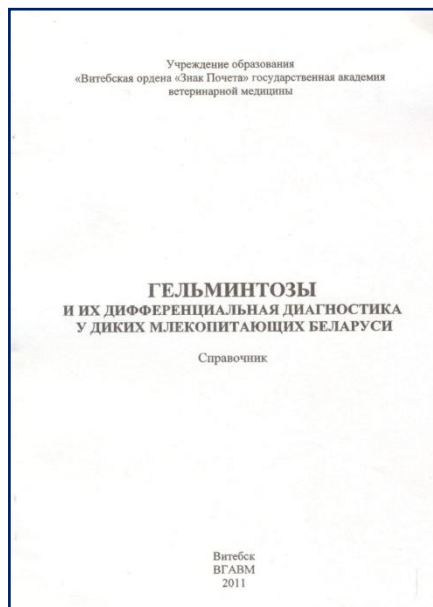 Учреждение образования
«Витебская ордена «Знак Почета» государственная академия
ветеринарной медицины
ГЕЛЬМИНТОЗЫ
И ИХ ДИФФЕРЕНЦИАЛЬНАЯ ДИАГНОСТИКА
У ДИКИХ МЛЕКОПИТАЮЩИХ БЕЛАРУСИ
Справочник
Витебск
ВГАВМ
2011